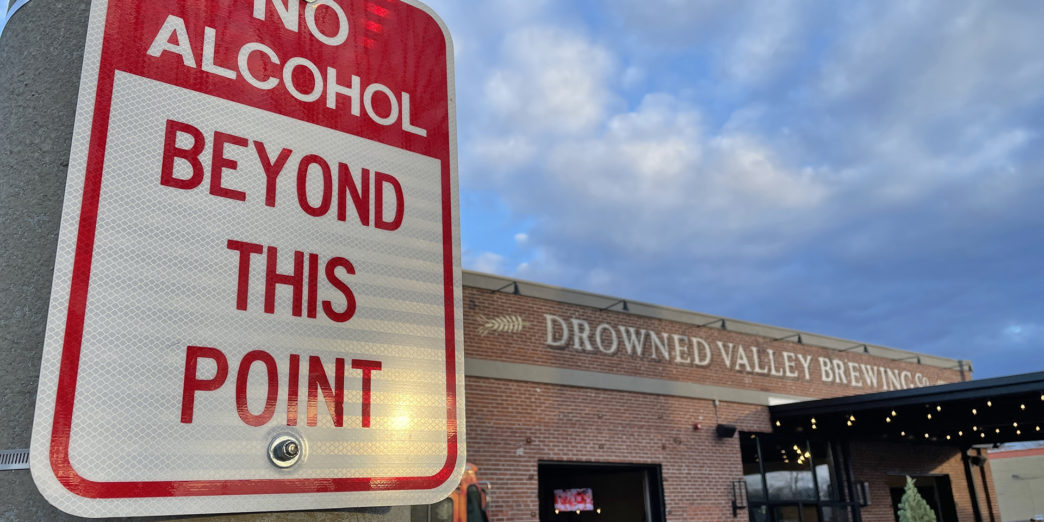 NO
ALCOHOL
BEYOND
THIS
POINT
DROWNED VALLEY BREWING CO